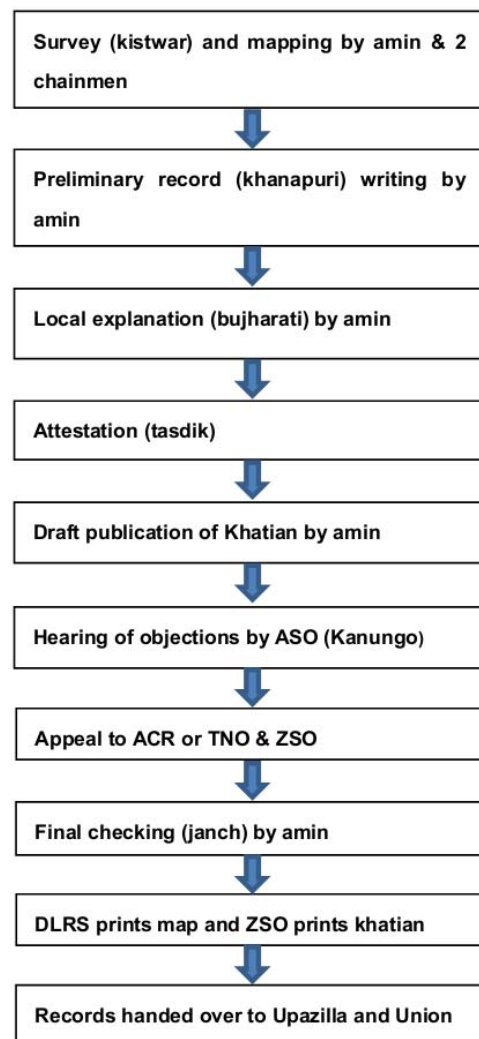 Survey (kistwar) and mapping by amin & 2
chainmen
Preliminary record (khanapuri) writing by
amin
Local explanation (bujharati) by amin
Attestation (tasdik)
Draft publication of Khatian by amin
Hearing of objections by ASO (Kanungo)
Appeal to ACR or TNO & ZSO
Final checking (janch) by amin
DLRS prints map and ZSO prints khatian
Records handed over to Upazilla and Union